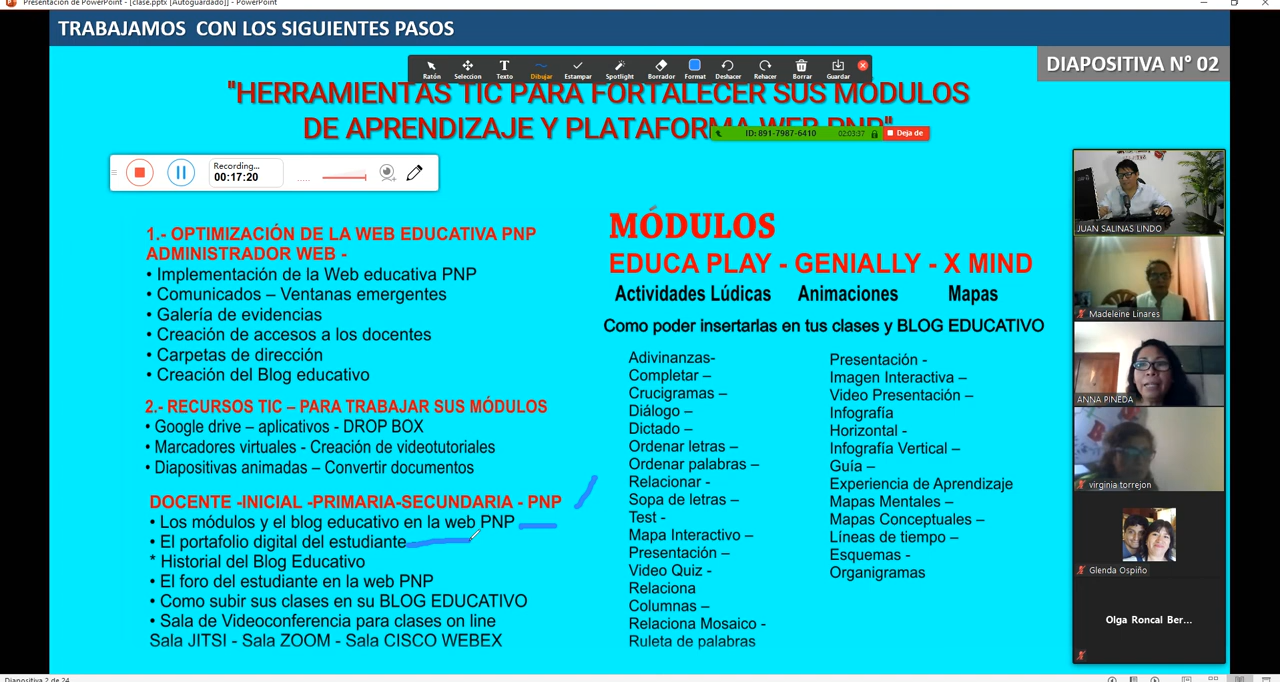 Presentación de PowerPoint - [clase.pptx [Autoguardado]] - PowerPoint
TRABAJAMOS CON LOS SIGUIENTES PASOS
DIAPOSITIVA N° 02
Ratón Seleccion Texto Dibujar Estampar Spotlight Borrador Format Deshacer Rehacer Borrar Guardar
"HERRAMIENTAS TIC PARA FORTALECER SUS MÓDULOS
DE APRENDIZAJE Y PLATAFORMA WEB PNP"
ID: 891-7987-6410 02:03:37 Deja de
Recording...
00:17:20
1.- OPTIMIZACIÓN DE LA WEB EDUCATIVA PNP
ADMINISTRADOR WEB -
• Implementación de la Web educativa PNP
• Comunicados – Ventanas emergentes
• Galería de evidencias
• Creación de accesos a los docentes
• Carpetas de dirección
• Creación del Blog educativo
2.- RECURSOS TIC – PARA TRABAJAR SUS MÓDULOS
• Google drive – aplicativos - DROP BOX
• Marcadores virtuales - Creación de videotutoriales
• Diapositivas animadas – Convertir documentos
DOCENTE -INICIAL -PRIMARIA-SECUNDARIA - PNP
• Los módulos y el blog educativo en la web PNP
• El portafolio digital del estudiante
* Historial del Blog Educativo
• El foro del estudiante en la web PNP
• Como subir sus clases en su BLOG EDUCATIVO
• Sala de Videoconferencia para clases on line
Sala JITSI - Sala ZOOM - Sala CISCO WEBEX
MÓDULOS
EDUCA PLAY - GENIALLY - X MIND
Actividades Lúdicas Animaciones Mapas
Como poder insertarlas en tus clases y BLOG EDUCATIVO
Adivinanzas-
Completar –
Crucigramas –
Diálogo –
Dictado –
Ordenar letras –
Ordenar palabras –
Relacionar -
Sopa de letras –
Test -
Mapa Interactivo –
Presentación –
Video Quiz -
Relaciona
Columnas –
Relaciona Mosaico -
Ruleta de palabras
Presentación -
Imagen Interactiva –
Video Presentación –
Infografía
Horizontal -
Infografía Vertical –
Guía –
Experiencia de Aprendizaje
Mapas Mentales –
Mapas Conceptuales –
Líneas de tiempo –
Esquemas -
Organigramas
JUAN SALINAS LINDO
Madeleine Linares
ANNA PINEDA
virginia torrejon
Glenda Ospiño
Olga Roncal Ber...
Diapositiva 2 de 24